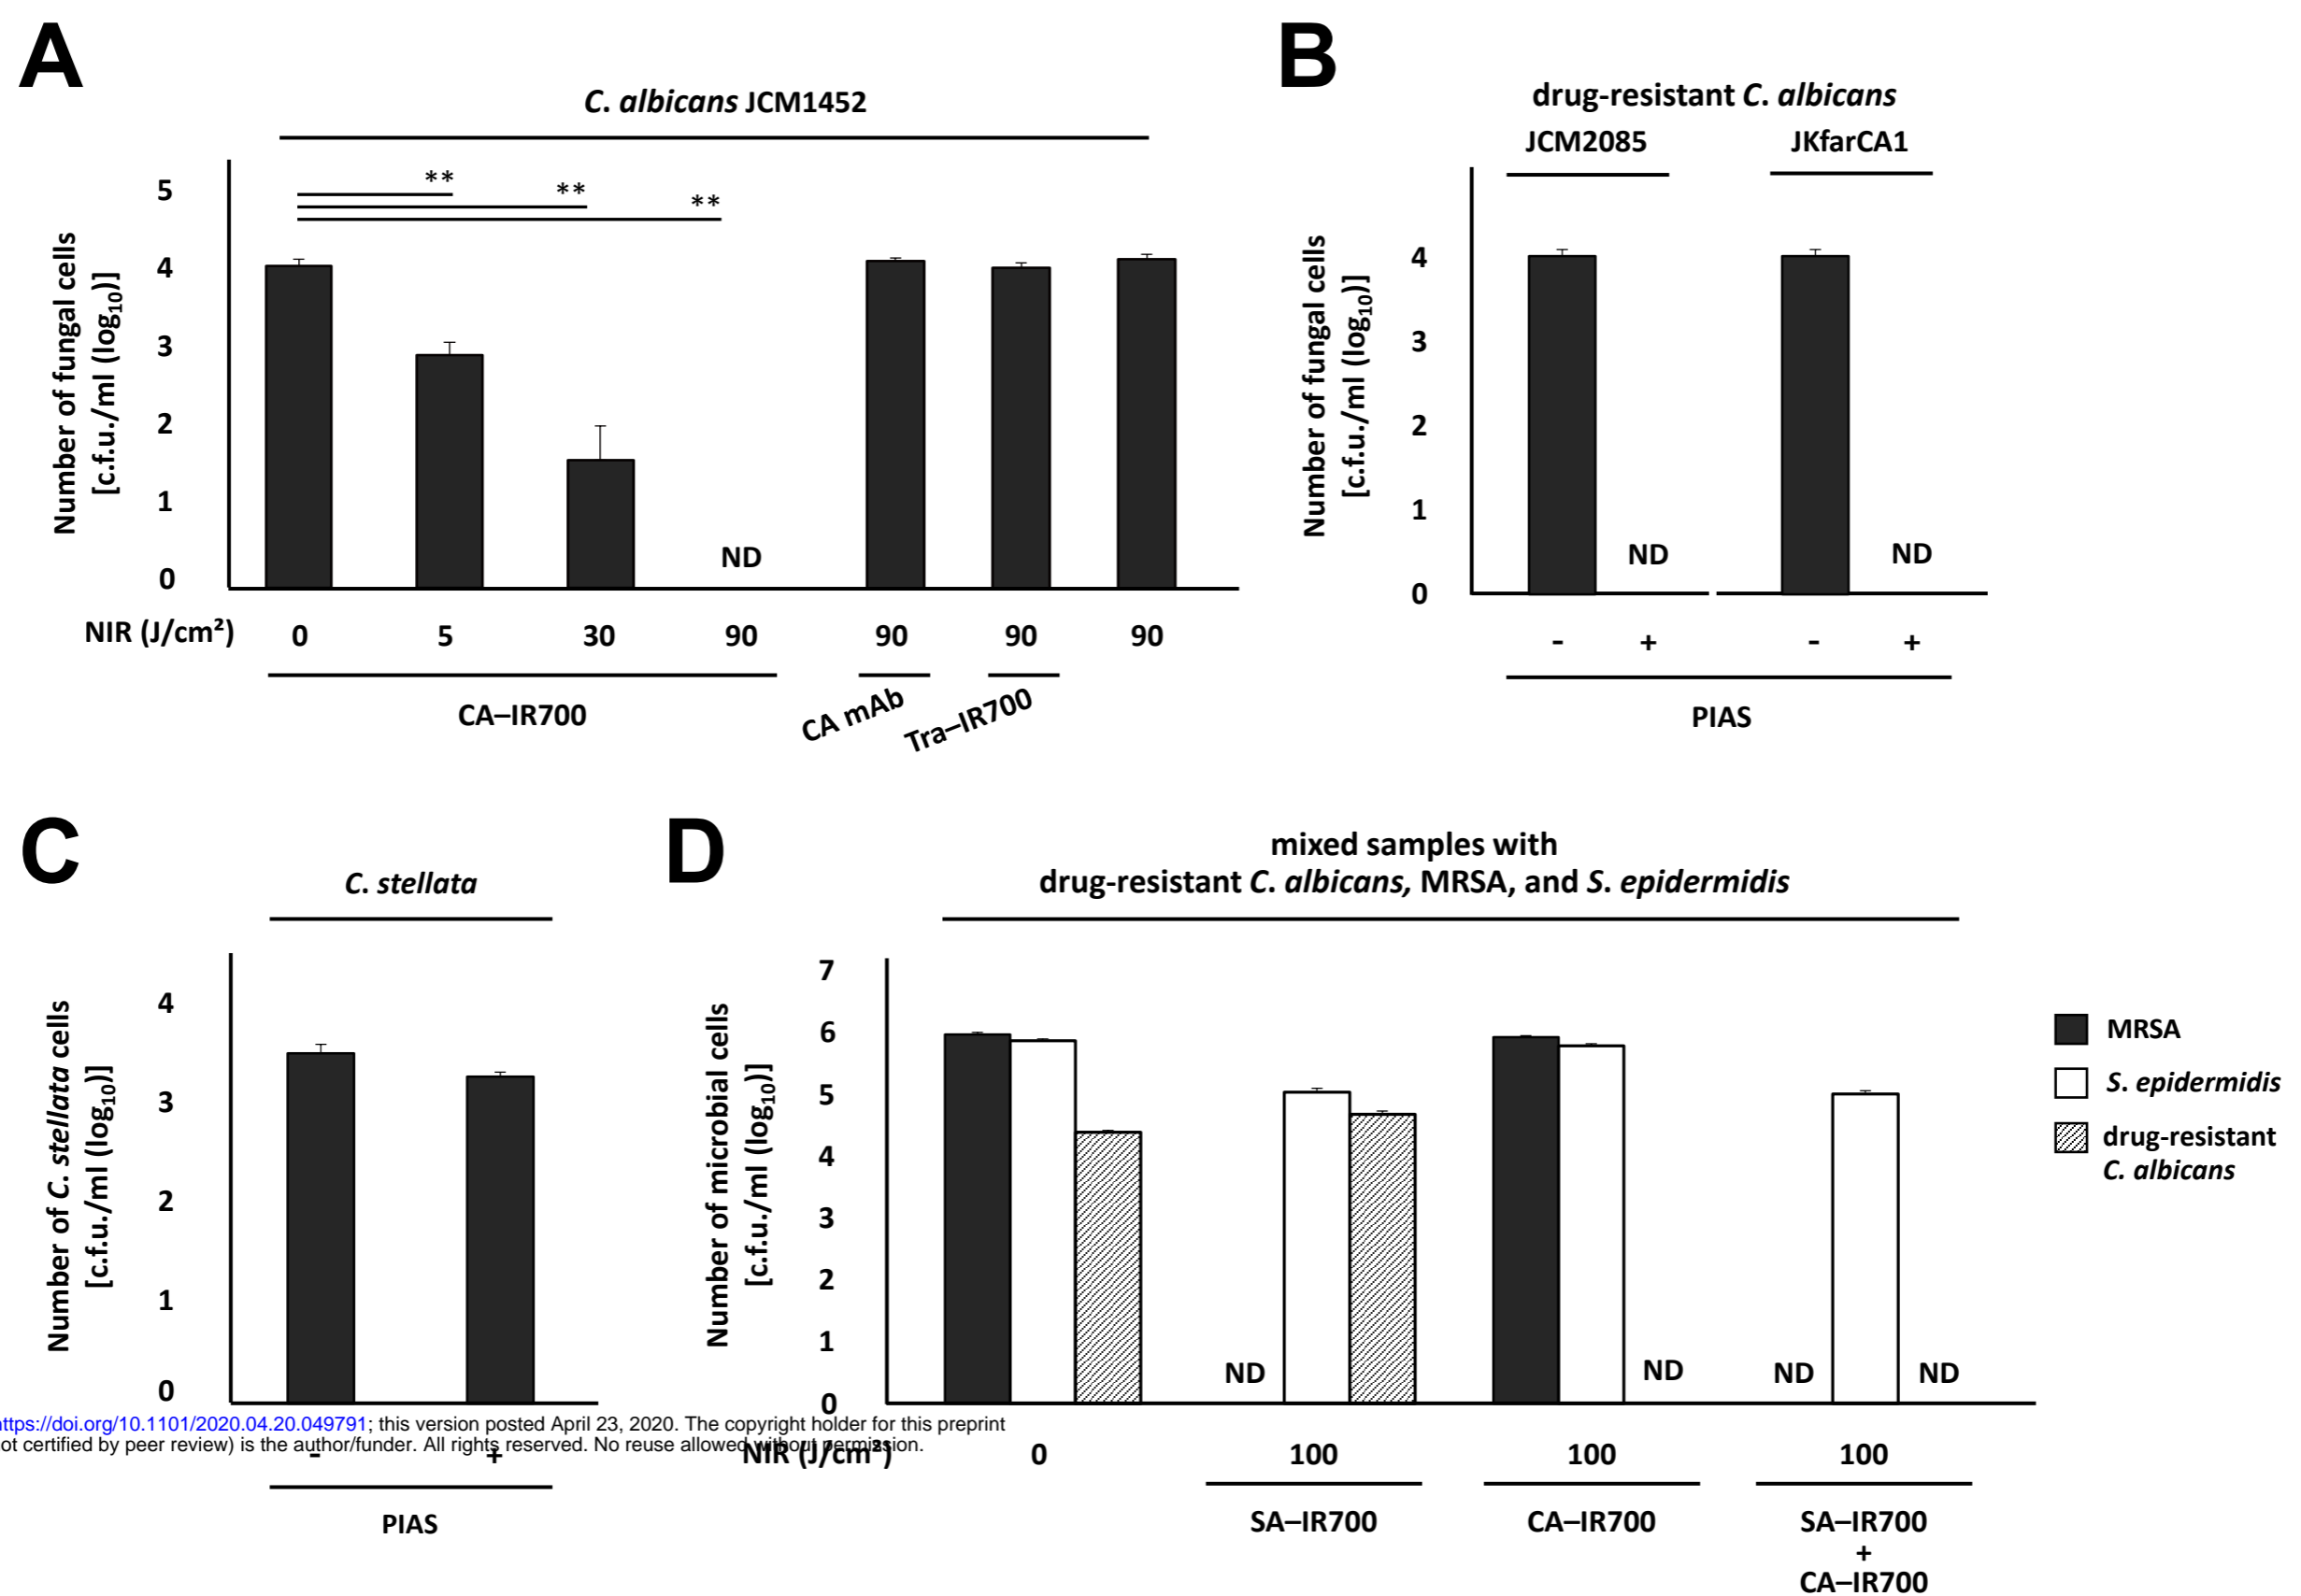 A
C. albicans JCM1452
** ** **
Number of fungal cells
[c.f.u./ml (log10)]
5
4
3
2
1
0
ND
NIR (J/cm²) 0 5 30 90 90 90 90
CA–IR700 CA mAb Tra–IR700
B
drug-resistant C. albicans
JCM2085 JKfarCA1
Number of fungal cells
[c.f.u./ml (log10)]
4
3
2
1
0
ND ND
- + - +
PIAS
C
C. stellata
Number of C. stellata cells
[c.f.u./ml (log10)]
4
3
2
1
0
- +
PIAS
D
mixed samples with
drug-resistant C. albicans, MRSA, and S. epidermidis
Number of microbial cells
[c.f.u./ml (log10)]
7
6
5
4
3
2
1
0
ND ND ND ND
NIR (J/cm²) 0 100 100 100
SA–IR700 CA–IR700 SA–IR700
+
CA–IR700
MRSA
S. epidermidis
drug-resistant
C. albicans
https://doi.org/10.1101/2020.04.20.049791; this version posted April 23, 2020. The copyright holder for this preprint
ot certified by peer review) is the author/funder. All rights reserved. No reuse allowed without permission.